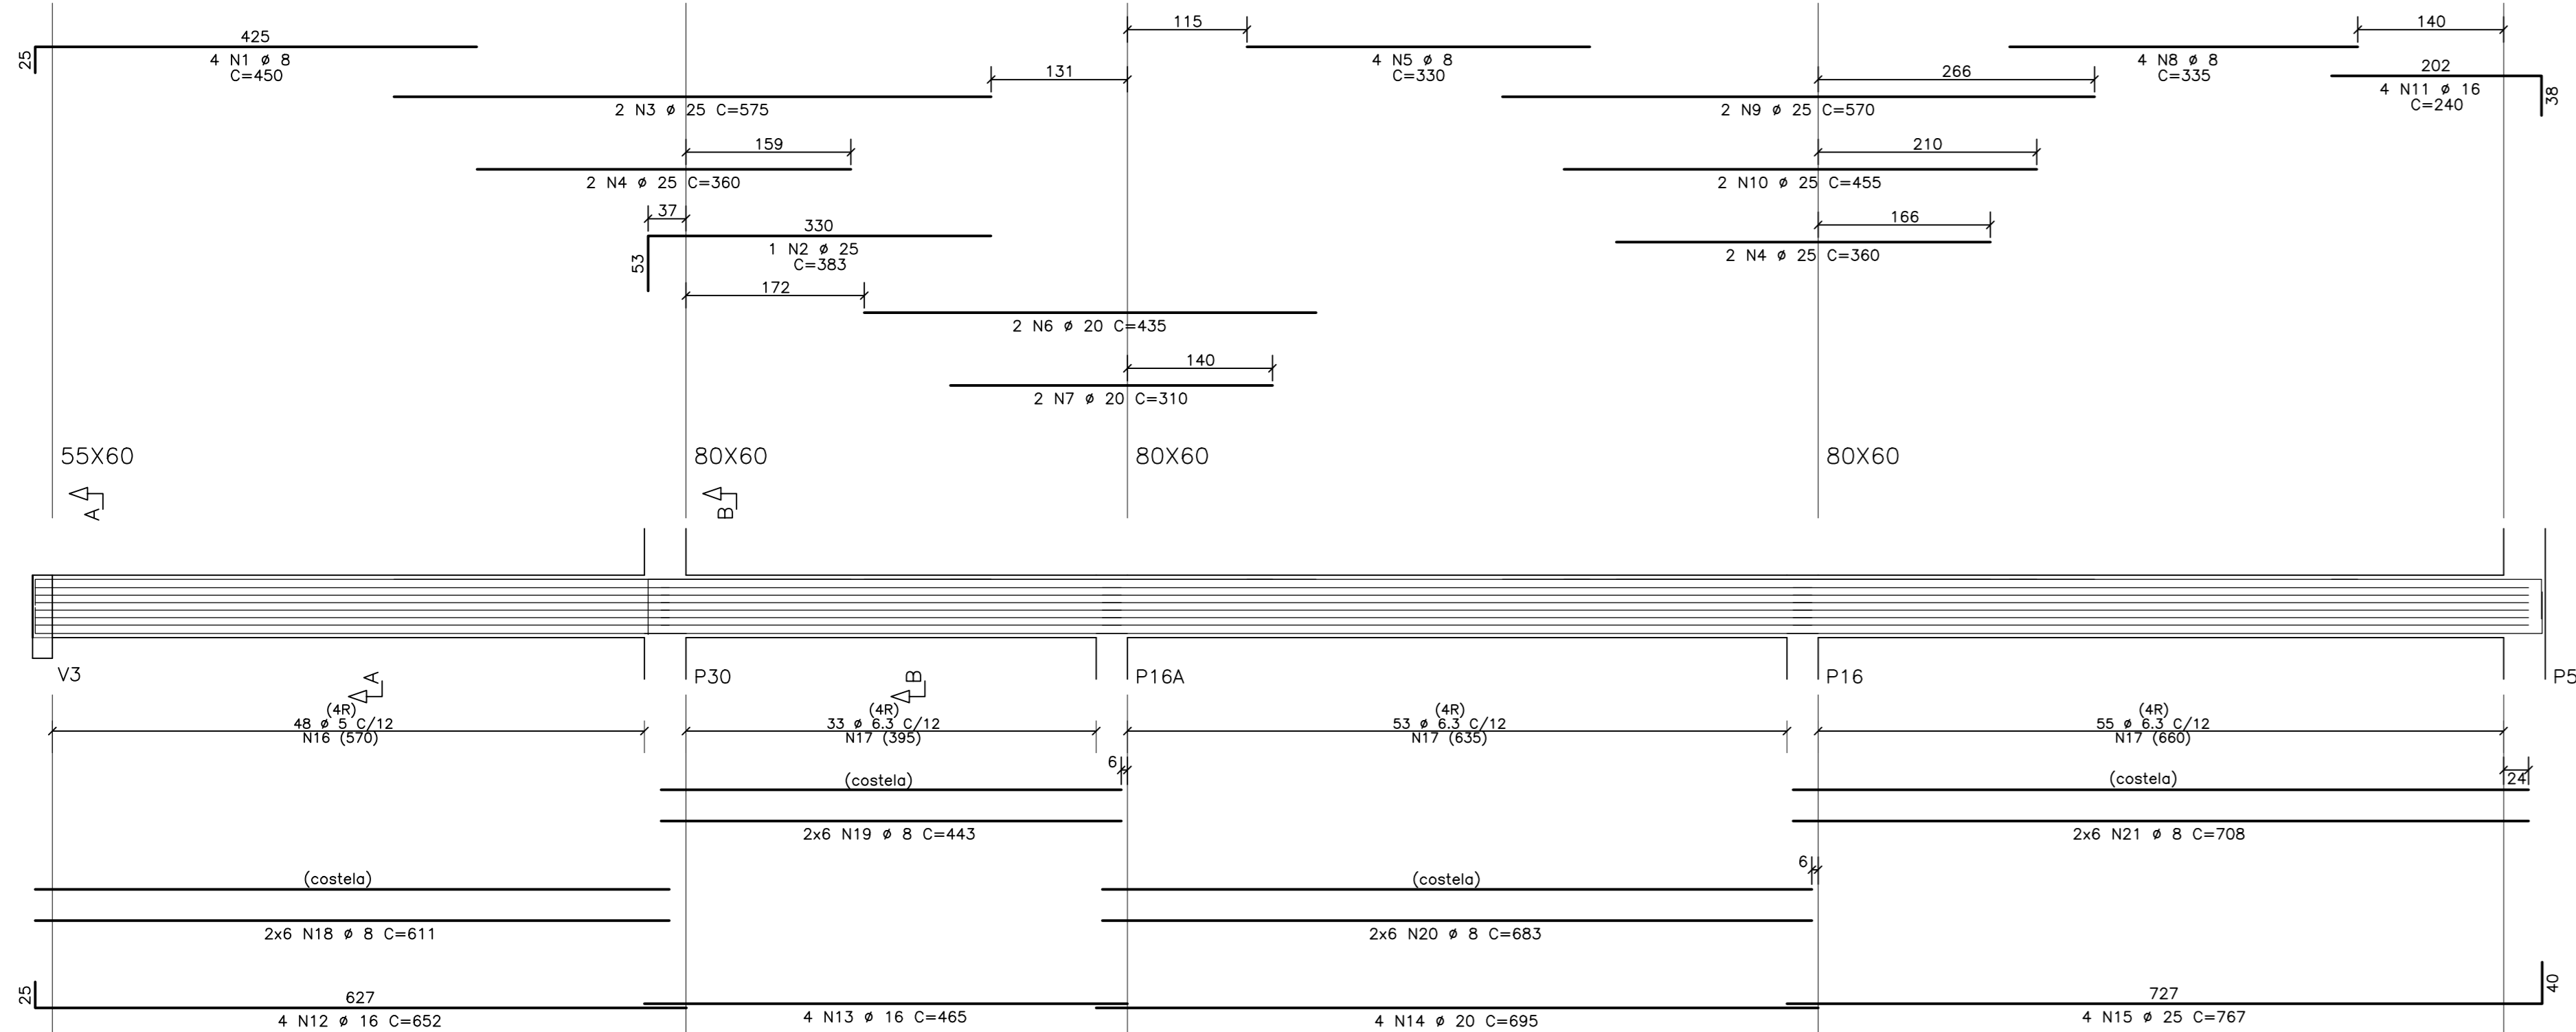 115
140
425
25
4 N1 ø 8
C=450
4 N5 ø 8
C=330
4 N8 ø 8
C=335
131
266
202
4 N11 ø 16
C=240
38
2 N3 ø 25 C=575
2 N9 ø 25 C=570
159
210
2 N4 ø 25 C=360
2 N10 ø 25 C=455
37
330
166
53
1 N2 ø 25
C=383
2 N4 ø 25 C=360
172
2 N6 ø 20 C=435
140
2 N7 ø 20 C=310
55X60
80X60
80X60
80X60
A
B
V3
A
P30
B
P16A
P16
P5
(4R)
48 ø 5 C/12
N16 (570)
(4R)
33 ø 6.3 C/12
N17 (395)
(4R)
53 ø 6.3 C/12
N17 (635)
(4R)
55 ø 6.3 C/12
N17 (660)
6
24
(costela)
2x6 N19 ø 8 C=443
(costela)
2x6 N21 ø 8 C=708
6
(costela)
2x6 N18 ø 8 C=611
(costela)
2x6 N20 ø 8 C=683
25
627
4 N12 ø 16 C=652
4 N13 ø 16 C=465
4 N14 ø 20 C=695
727
4 N15 ø 25 C=767
40